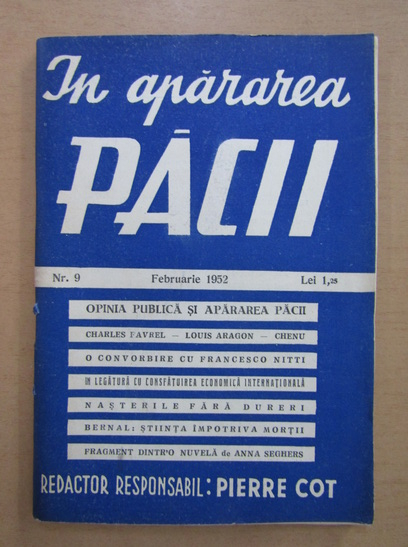 In apărarea
PĂCII
Nr. 9 Februarie 1952 Lei 1,25
OPINIA PUBLICĂ ȘI APĂRAREA PĂCII
CHARLES FAVREL — LOUIS ARAGON — CHENU
O CONVORBIRE CU FRANCESCO NITTI
IN LEGĂTURĂ CU CONSFĂTUIREA ECONOMICĂ INTERNAȚIONALĂ
NAȘTERILE FĂRĂ DURERI
BERNAL: ȘTIINȚA ÎMPOTRIVA MORȚII
FRAGMENT DINTR'O NUVELĂ de ANNA SEGHERS
REDACTOR RESPONSABIL: PIERRE COT